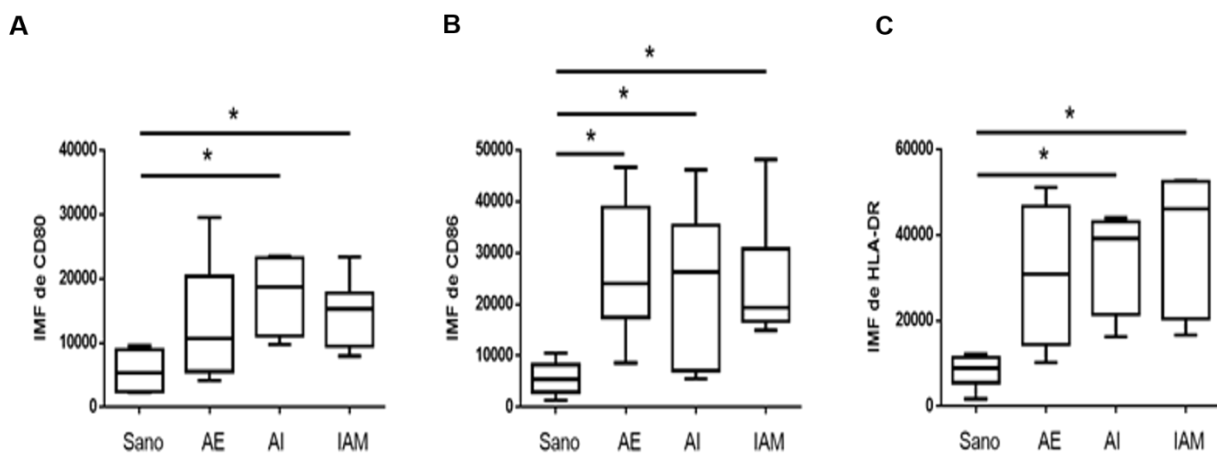 A
*
*
IMF de CD80
40000
30000
20000
10000
0
Sano AE AI IAM
B
*
*
*
IMF de CD86
50000
40000
30000
20000
10000
0
Sano AE AI IAM
C
*
*
IMF de HLA-DR
60000
40000
20000
0
Sano AE AI IAM